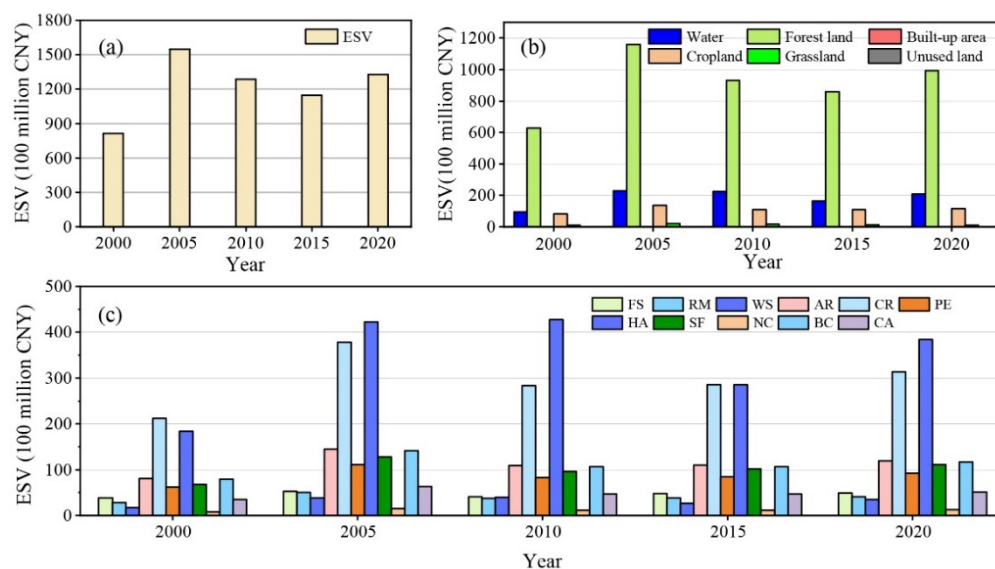 1800
1500
1200
900
600
300
0
ESV (100 million CNY)
(a)
ESV
2000 2005 2010 2015 2020
Year
1200
1000
800
600
400
200
0
ESV(100 million CNY)
(b)
Water Forest land Built-up area
Cropland Grassland Unused land
2000 2005 2010 2015 2020
Year
500
400
300
200
100
0
ESV (100 million CNY)
(c)
FS RM WS AR CR PE
HA SF NC BC CA
2000 2005 2010 2015 2020
Year